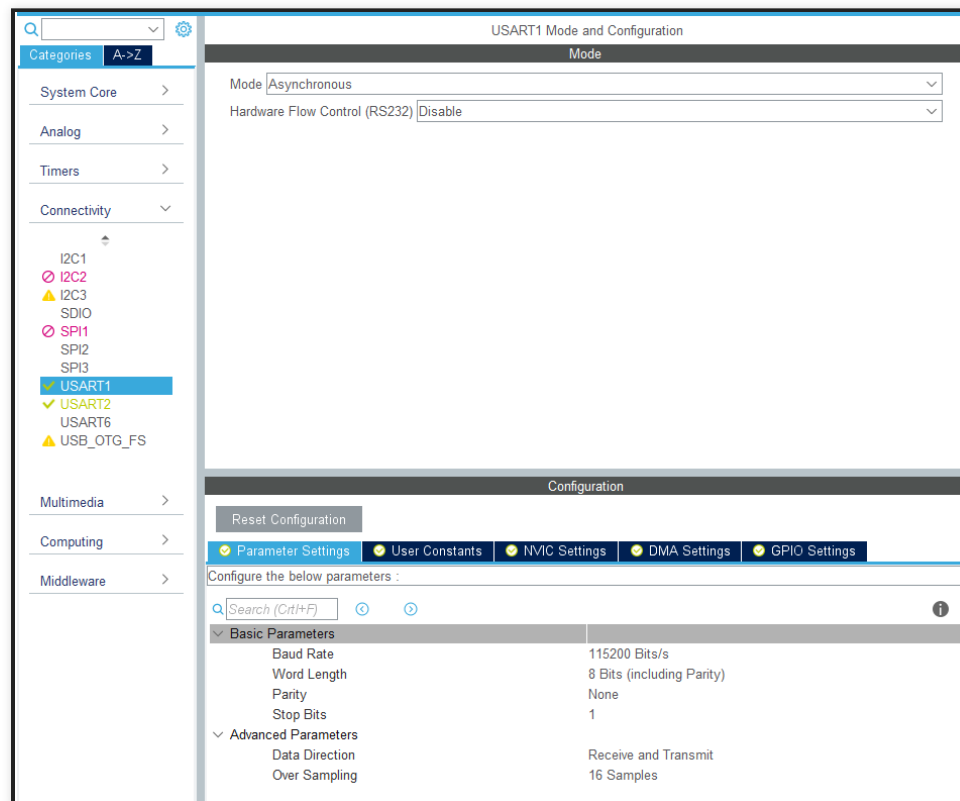 USART1 Mode and Configuration
Categories A->Z
Mode
System Core
Mode Asynchronous
Hardware Flow Control (RS232) Disable
Analog
Timers
Connectivity
I2C1
I2C2
I2C3
SDIO
SPI1
SPI2
SPI3
USART1
USART2
USART6
USB_OTG_FS
Multimedia
Computing
Middleware
Configuration
Reset Configuration
Parameter Settings User Constants NVIC Settings DMA Settings GPIO Settings
Configure the below parameters :
Search (Crtl+F)
Basic Parameters
Baud Rate 115200 Bits/s
Word Length 8 Bits (including Parity)
Parity None
Stop Bits 1
Advanced Parameters
Data Direction Receive and Transmit
Over Sampling 16 Samples